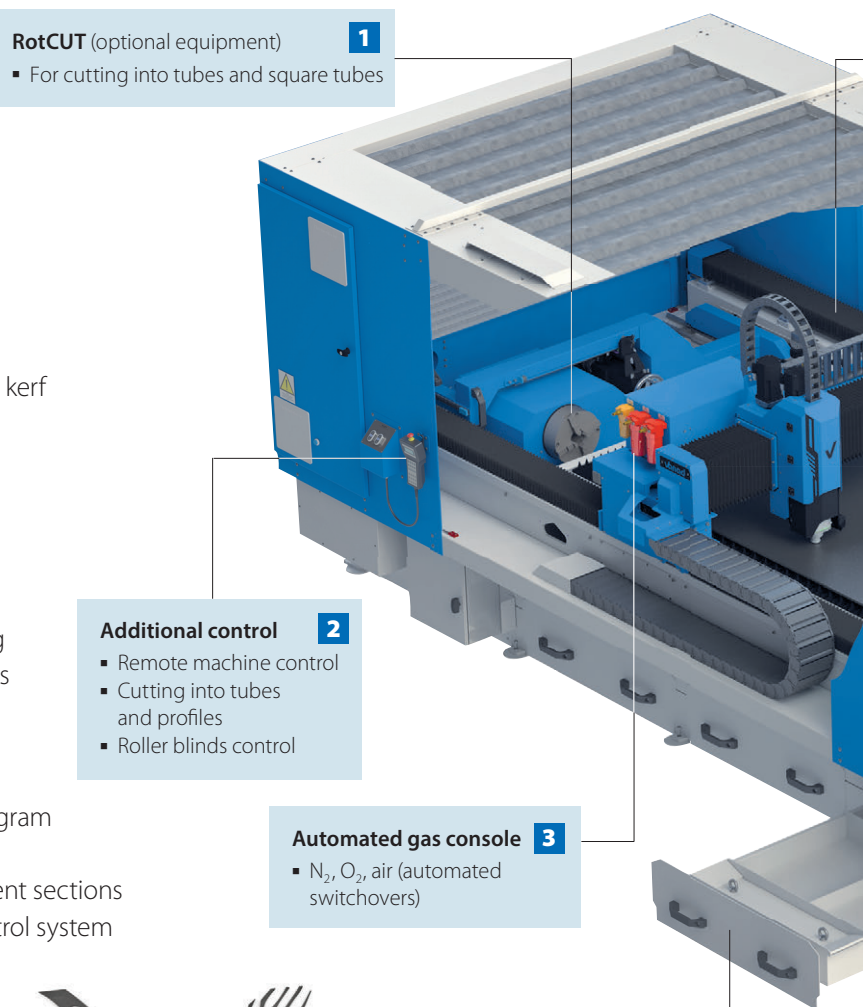 RotCUT (optional equipment) 1
▪ For cutting into tubes and square tubes
kerf
g
s
Additional control 2
▪ Remote machine control
▪ Cutting into tubes
and profiles
▪ Roller blinds control
gram
ent sections
trol system
Automated gas console 3
▪ N₂, O₂, air (automated
switchovers)